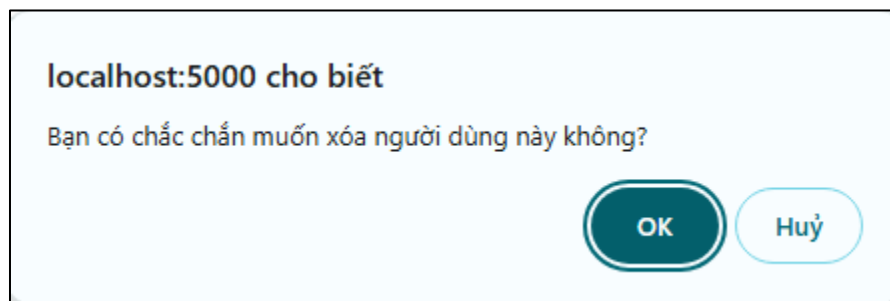 localhost:5000 cho biết
Bạn có chắc chắn muốn xóa người dùng này không?
OK Huỷ